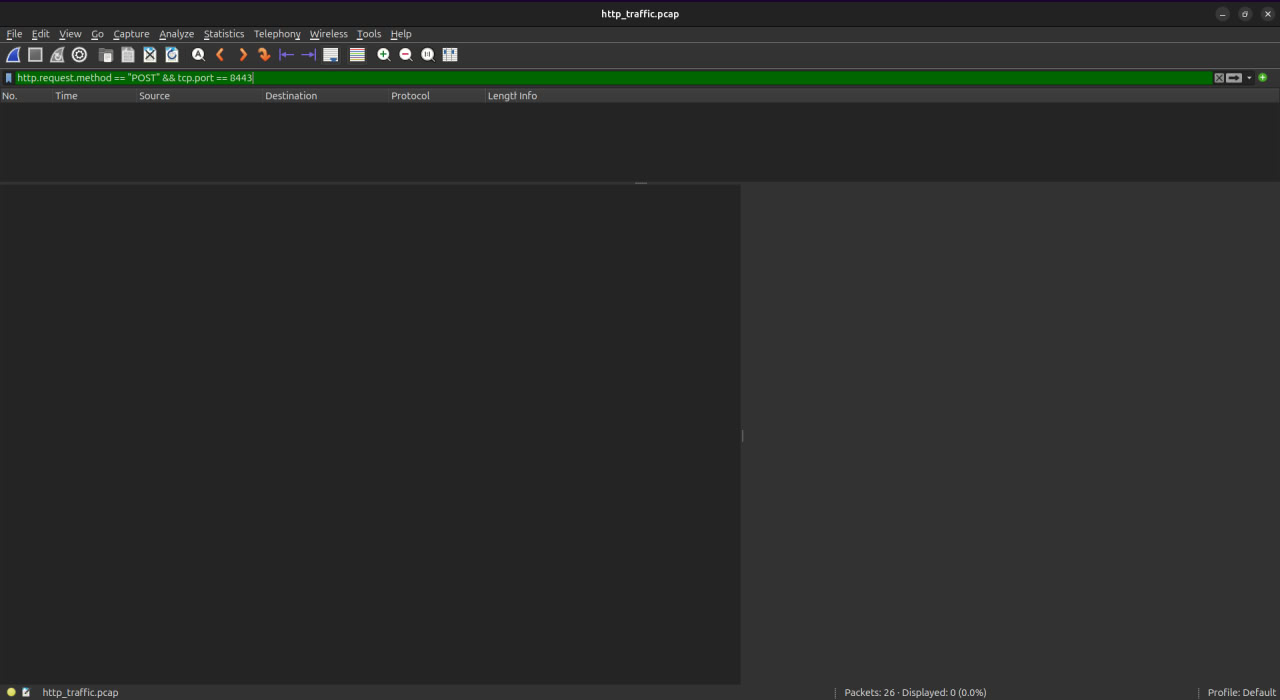 http_traffic.pcap
File Edit View Go Capture Analyze Statistics Telephony Wireless Tools Help
http.request.method == "POST" && tcp.port == 8443
No. Time Source Destination Protocol Lengtl Info
http_traffic.pcap Packets: 26 · Displayed: 0 (0.0%) Profile: Default